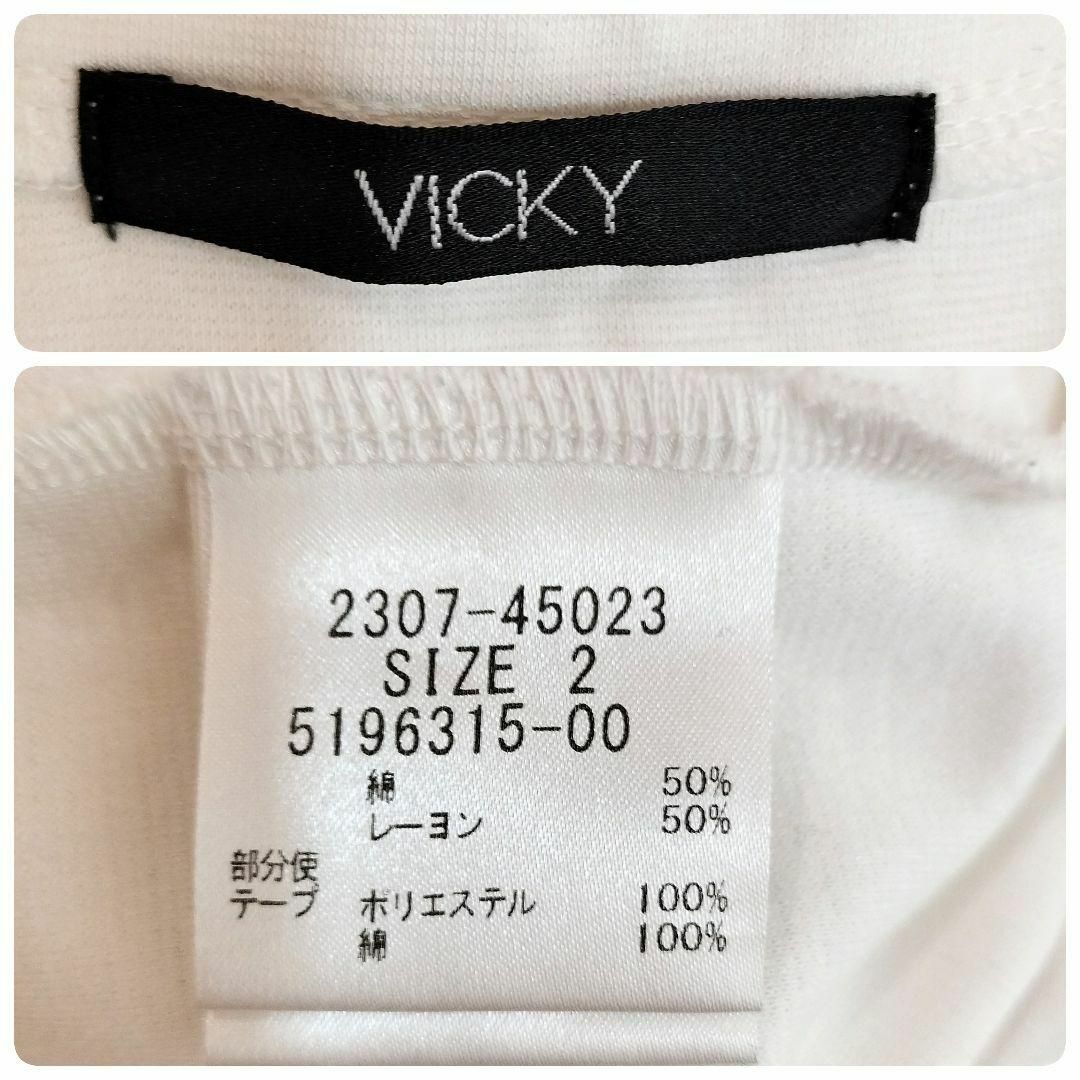 VICKY
2307-45023
SIZE 2
5196315-00
綿 50%
レーヨン 50%
部分使
テープ ポリエステル 100%
綿 100%